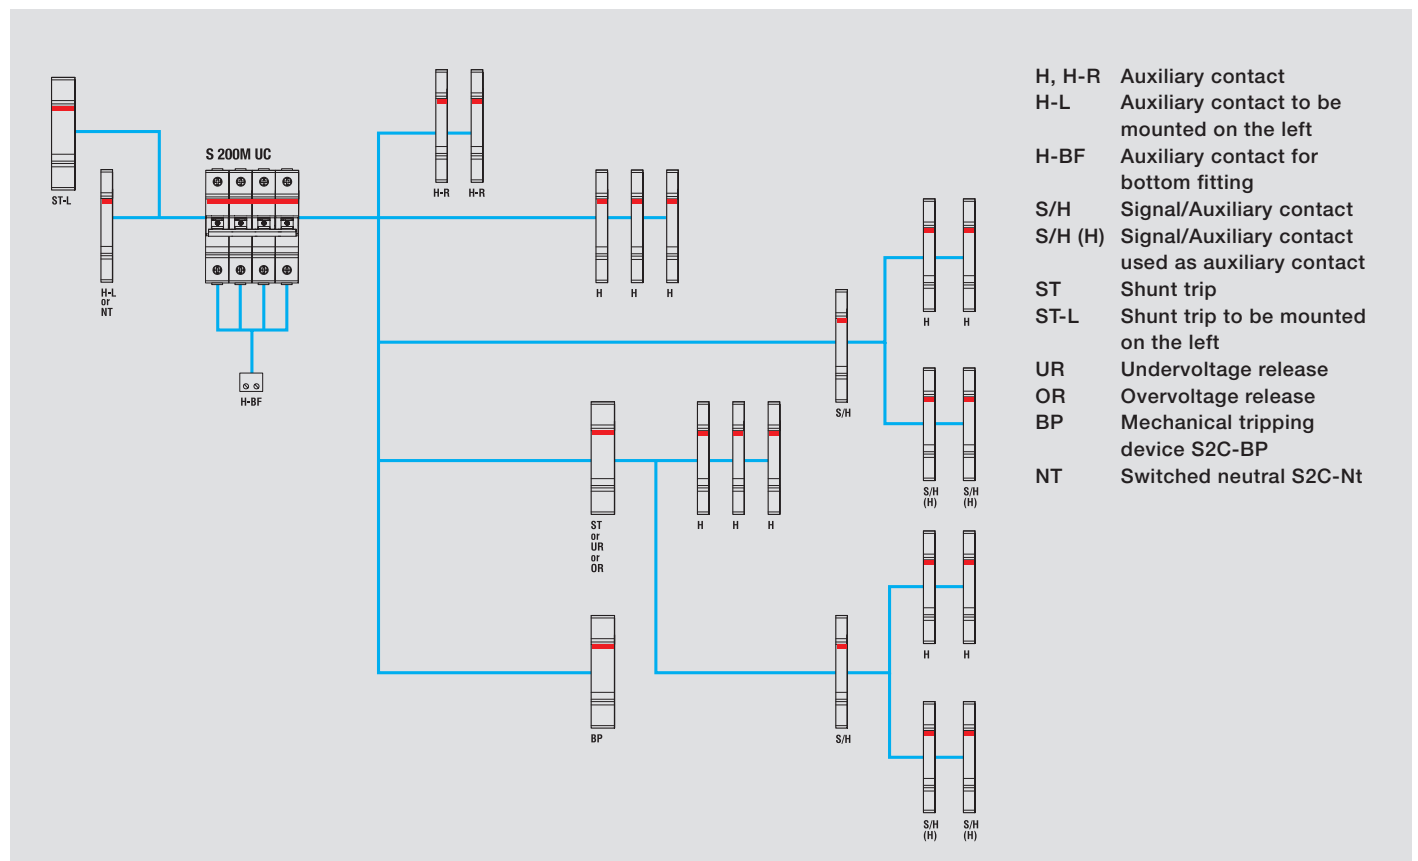 S 200M UC
ST-L
H-L
or
NT
H-BF
H-R H-R
H H H
S/H
H H
S/H S/H
(H) (H)
ST
or
UR
or
OR
H H H
BP
S/H
H H
S/H S/H
(H) (H)
H, H-R Auxiliary contact
H-L Auxiliary contact to be
mounted on the left
H-BF Auxiliary contact for
bottom fitting
S/H Signal/Auxiliary contact
S/H (H) Signal/Auxiliary contact
used as auxiliary contact
ST Shunt trip
ST-L Shunt trip to be mounted
on the left
UR Undervoltage release
OR Overvoltage release
BP Mechanical tripping
device S2C-BP
NT Switched neutral S2C-Nt